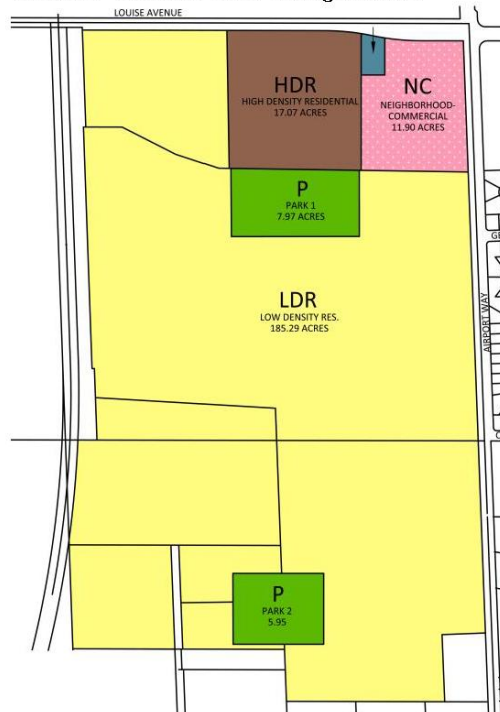 LOUISE AVENUE
HDR
HIGH DENSITY RESIDENTIAL
17.07 ACRES
NC
NEIGHBORHOOD-
COMMERCIAL
11.90 ACRES
P
PARK 1
7.97 ACRES
LDR
LOW DENSITY RES.
185.29 ACRES
AIRPORT WAY
P
PARK 2
5.95